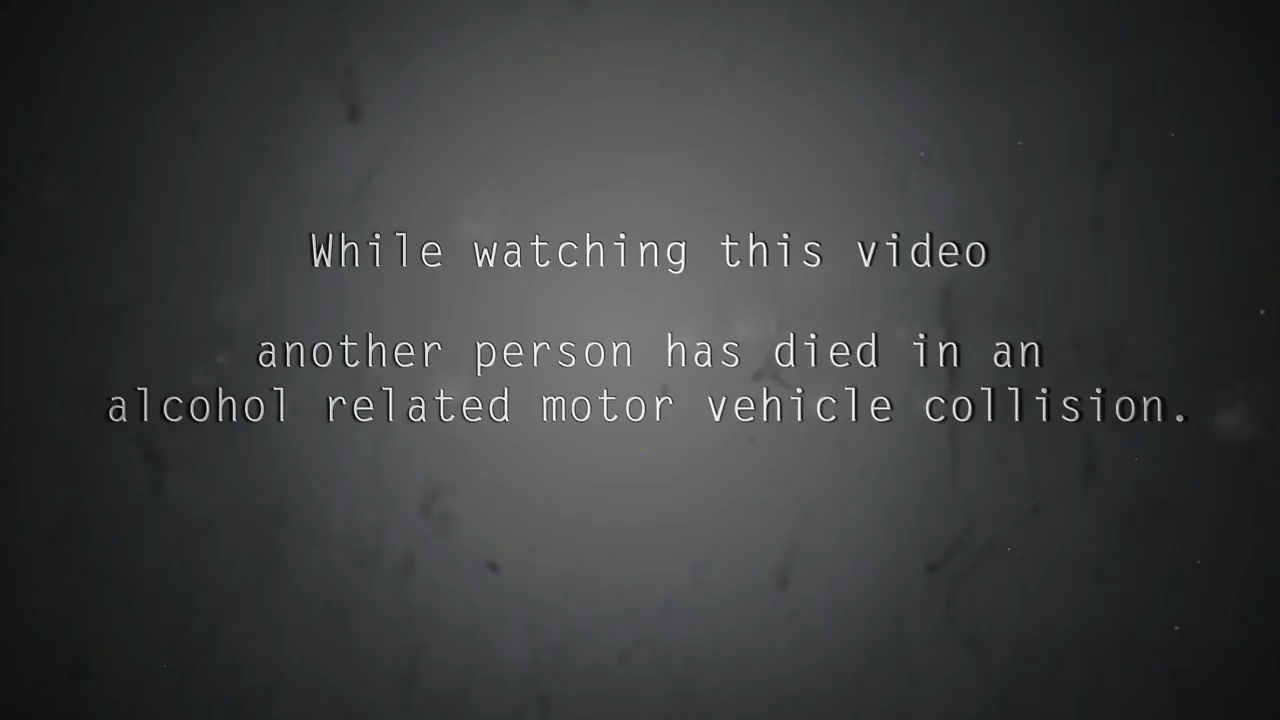 While watching this video
another person has died in an
alcohol related motor vehicle collision.